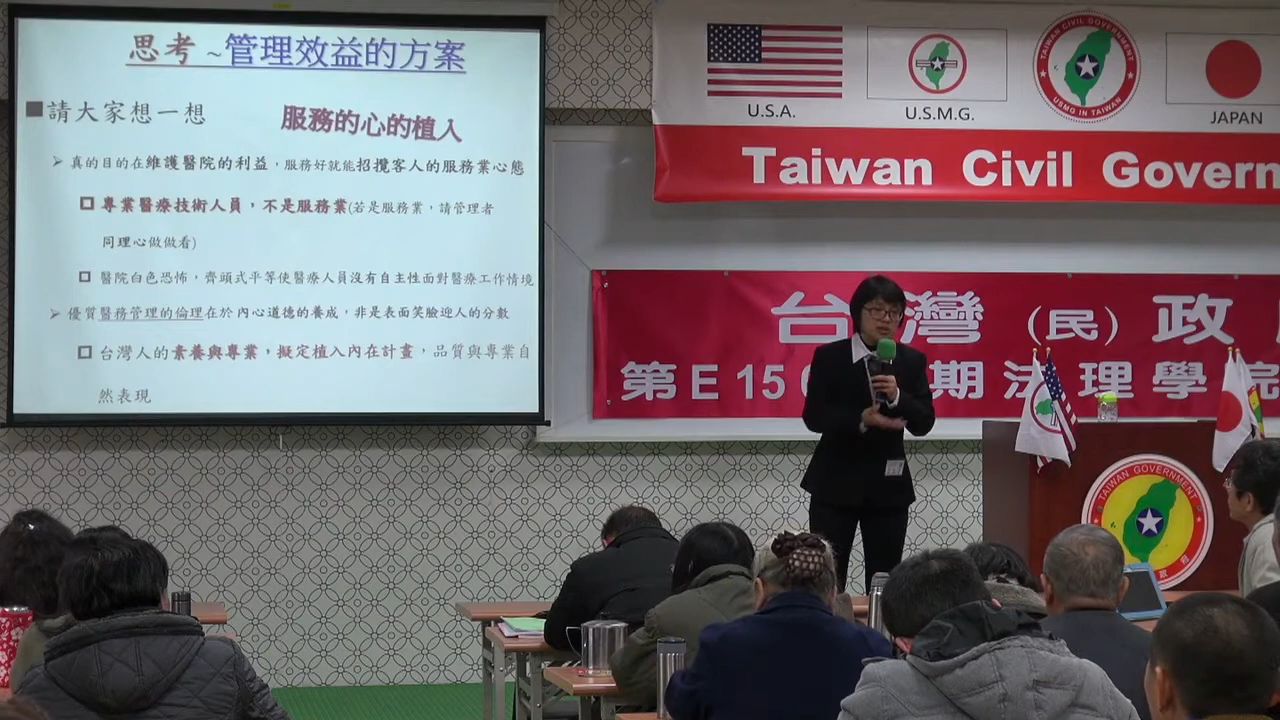 思考 ~管理效益的方案
■請大家想一想 服務的心的植入
➢ 真的目的在維護醫院的利益，服務好就能招攬客人的服務業心態
❑ 專業醫療技術人員，不是服務業(若是服務業，請管理者
同理心做做看)
❑ 醫院白色恐怖，齊頭式平等使醫療人員沒有自主性面對醫療工作情境
➢ 優質醫務管理的倫理在於內心道德的養成，非是表面笑臉迎人的分數
❑ 台灣人的素養與專業，擬定植入內在計畫，品質與專業自
然表現
U.S.A.
U.S.M.G.
TAIWAN CIVIL GOVERNMENT
USMG IN TAIWAN
JAPAN
Taiwan Civil Govern
台灣（民）政
第E15 期法理學院
TAIWAN GOVERNMENT